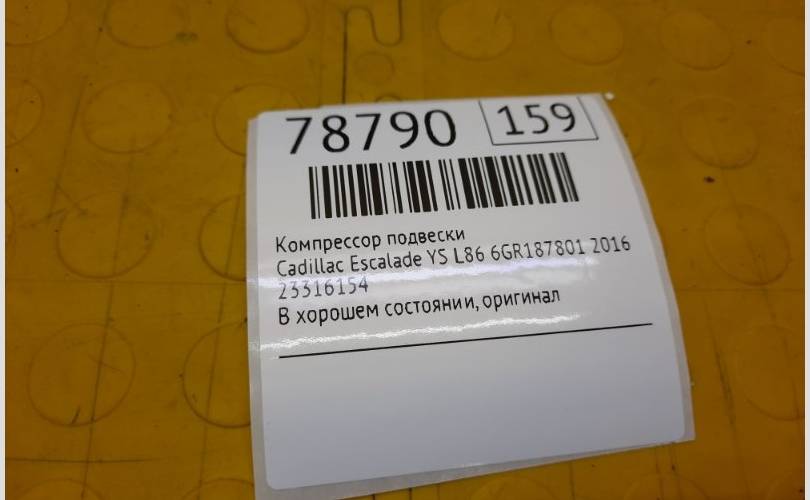 78790 159
Компрессор подвески
Cadillac Escalade YS L86 6GR187801 2016
23316154
В хорошем состоянии, оригинал